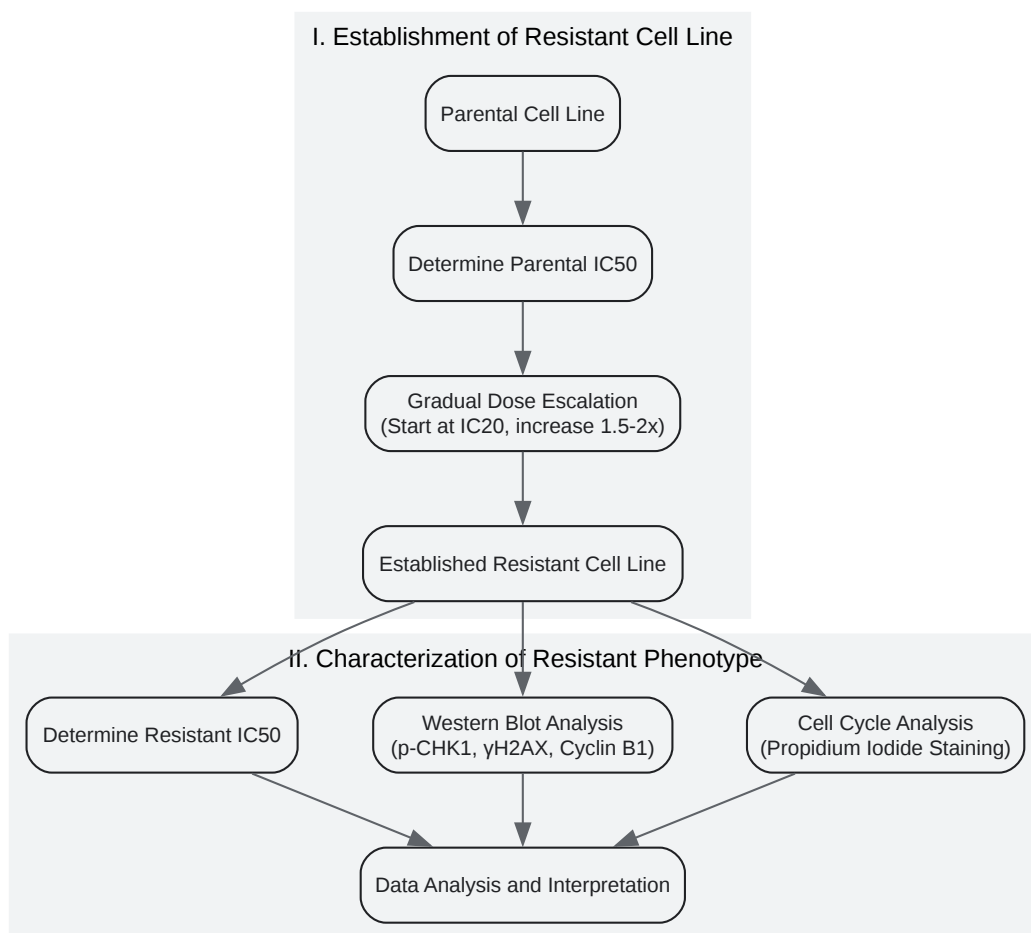 I. Establishment of Resistant Cell Line
Parental Cell Line
Determine Parental IC50
Gradual Dose Escalation
(Start at IC20, increase 1.5-2x)
Established Resistant Cell Line
II. Characterization of Resistant Phenotype
Determine Resistant IC50
Western Blot Analysis
(p-CHK1, γH2AX, Cyclin B1)
Cell Cycle Analysis
(Propidium Iodide Staining)
Data Analysis and Interpretation